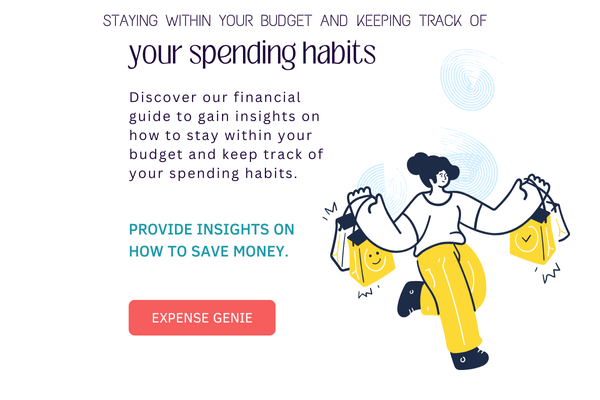 STAYING WITHIN YOUR BUDGET AND KEEPING TRACK OF
your spending habits
Discover our financial
guide to gain insights on
how to stay within your
budget and keep track of
your spending habits.
PROVIDE INSIGHTS ON
HOW TO SAVE MONEY.
EXPENSE GENIE